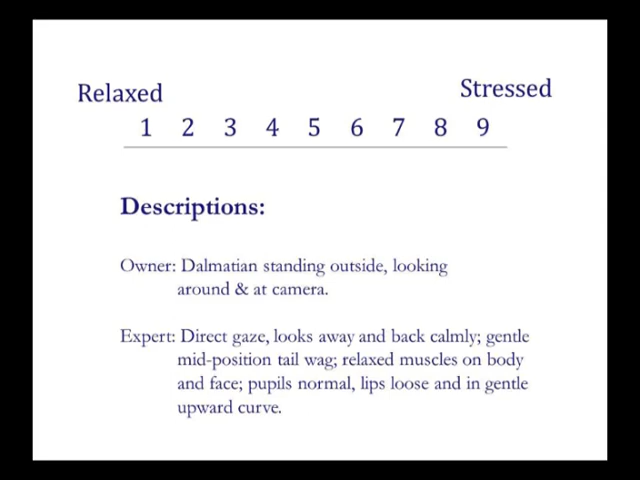 Relaxed Stressed
1 2 3 4 5 6 7 8 9
Descriptions:
Owner: Dalmatian standing outside, looking
around & at camera.
Expert: Direct gaze, looks away and back calmly; gentle
mid-position tail wag; relaxed muscles on body
and face; pupils normal, lips loose and in gentle
upward curve.